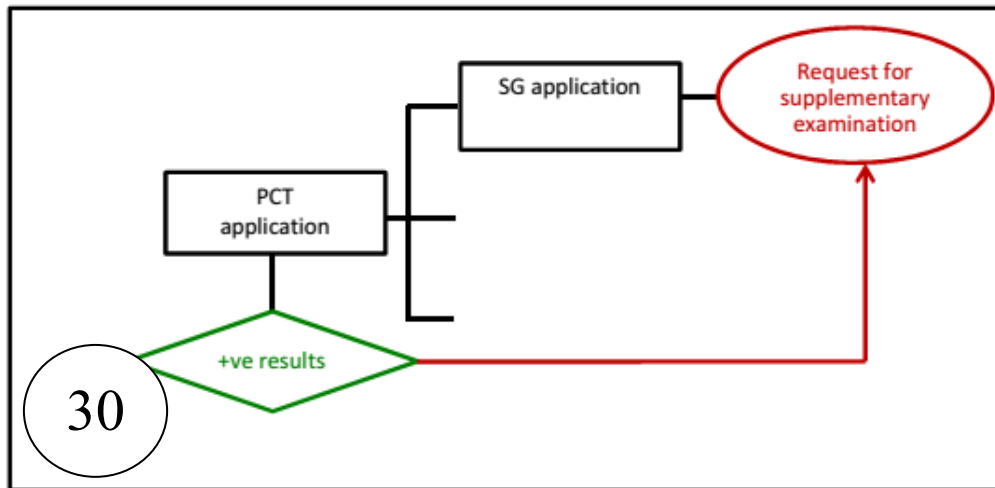 SG application
Request for
supplementary
examination
PCT
application
+ve results
30